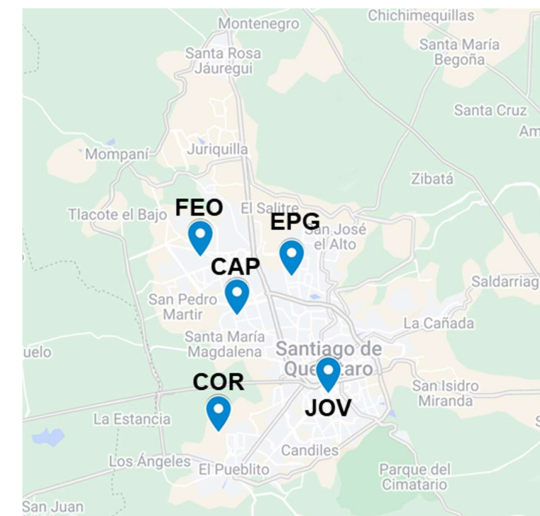 Montenegro
Chichimequillas
Santa Rosa
Jáuregui
Santa María
Begoña
Santa Cruz
Am
Mompaní
Juriquilla
Zibatá
Tlacote el Bajo
FEO
El Salitre
EPG
San José
el Alto
CAP
Saldarriag
San Pedro
Martir
La Cañada
Santa María
Magdalena
Santiago de
Querétaro
uelo
COR
JOV
San Isidro
Miranda
La Estancia
Candiles
Los Ángeles
El Pueblito
Parque del
Cimatario
San Juan